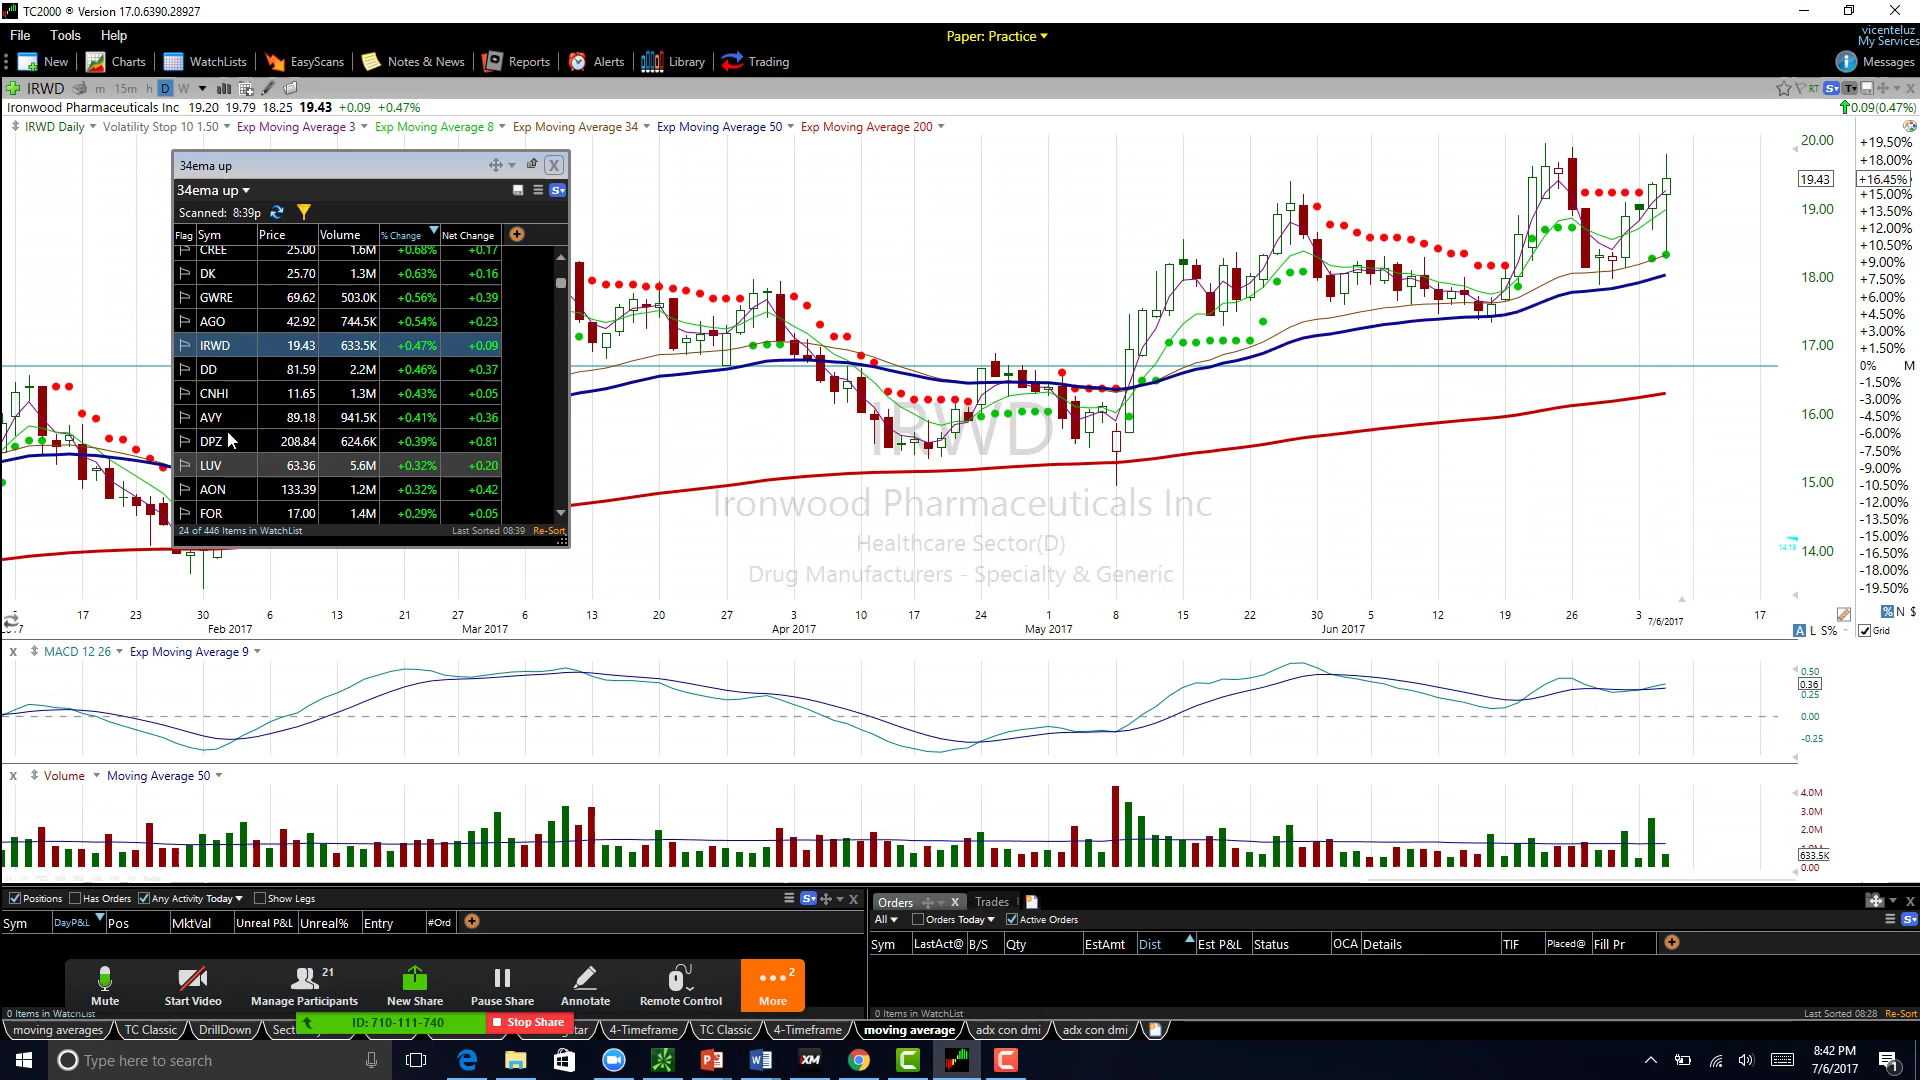 TC2000 ® Version 17.0.6390.28927
vicenteluz
My Services
File Tools Help
Paper: Practice
New Charts WatchLists EasyScans Notes & News Reports Alerts Library Trading
Messages
IRWD m 15m h D W
RT S T
Ironwood Pharmaceuticals Inc 19.20 19.79 18.25 19.43 +0.09 +0.47%
0.09(0.47%)
IRWD Daily Volatility Stop 10 1.50 Exp Moving Average 3 Exp Moving Average 8 Exp Moving Average 34 Exp Moving Average 50 Exp Moving Average 200
34ema up
X
34ema up
S
Scanned: 8:39p
Flag Sym Price Volume % Change Net Change
CREE 25.00 1.6M +0.68% +0.17
DK 25.70 1.3M +0.63% +0.16
GWRE 69.62 503.0K +0.56% +0.39
AGO 42.92 744.5K +0.54% +0.23
IRWD 19.43 633.5K +0.47% +0.09
DD 81.59 2.2M +0.46% +0.37
CNHI 11.65 1.3M +0.43% +0.05
AVY 89.18 941.5K +0.41% +0.36
DPZ 208.84 624.6K +0.39% +0.81
LUV 63.36 5.6M +0.32% +0.20
AON 133.39 1.2M +0.32% +0.42
FOR 17.00 1.4M +0.29% +0.05
24 of 446 Items in WatchList Last Sorted 08:39 Re-Sort
IRWD
Ironwood Pharmaceuticals Inc
Healthcare Sector(D)
Drug Manufacturers - Specialty & Generic
20.00
19.43
19.00
18.00
17.00
16.00
15.00
14.19
14.00
+19.50%
+18.00%
+16.45%
+15.00%
+13.50%
+12.00%
+10.50%
+9.00%
+7.50%
+6.00%
+4.50%
+3.00%
+1.50%
0% M
-1.50%
-3.00%
-4.50%
-6.00%
-7.50%
-9.00%
-10.50%
-12.00%
-13.50%
-15.00%
-16.50%
-18.00%
-19.50%
17 23 30 6 13 21 27 6 13 20 27 3 10 17 24 1 8 15 22 30 5 12 19 26 3 17
Feb 2017 Mar 2017 Apr 2017 May 2017 Jun 2017 7/6/2017
% N $
A L S% Grid
X MACD 12 26 Exp Moving Average 9
0.50
0.36
0.25
0.00
-0.25
X Volume Moving Average 50
4.0M
3.0M
2.0M
633.5K
0.00
Positions Has Orders Any Activity Today Show Legs
S X
Sym DayP&L Pos MktVal Unreal P&L Unreal% Entry #Ord
0 Items in WatchList
Orders X Trades
All Orders Today Active Orders
Sym LastAct@ B/S Qty EstAmt Dist Est P&L Status OCA Details TIF Placed@ Fill Pr
0 Items in WatchList Last Sorted 08:28 Re-Sort
Mute Start Video Manage Participants 21 New Share Pause Share Annotate Remote Control More 2
ID: 710-111-740 Stop Share
moving averages TC Classic DrillDown Sect 4-Timeframe TC Classic 4-Timeframe moving average adx con dmi adx con dmi
Type here to search
XM
8:42 PM
7/6/2017
1